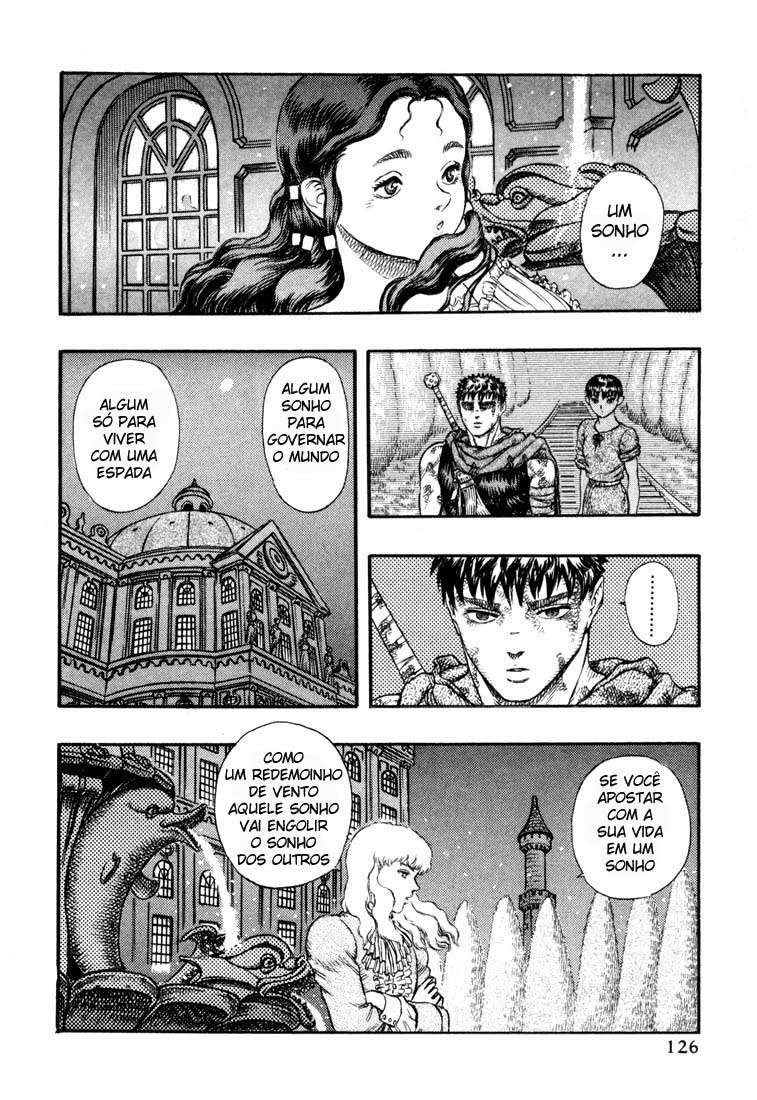 UM
SONHO
...
ALGUM
SONHO
PARA
GOVERNAR
O MUNDO
ALGUM
SÓ PARA
VIVER
COM UMA
ESPADA
.........
SE VOCÊ
APOSTAR
COM A
SUA VIDA
EM UM
SONHO
COMO
UM REDEMOINHO
DE VENTO
AQUELE SONHO
VAI ENGOLIR
O SONHO
DOS OUTROS
126